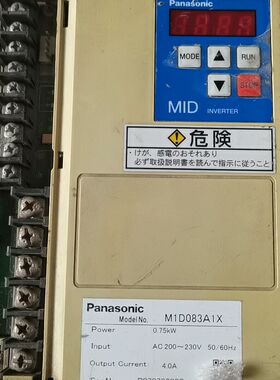 Panasonic
MODE
RUN
STOP
MID INVERTER
危険
・けが、感電のおそれあり
必ず取扱説明書を読んで指示に従うこと
Panasonic
Model No. M1D083A1X
Power 0.75kW
Input AC 200～230V 50/60Hz
Output Current 4.0A